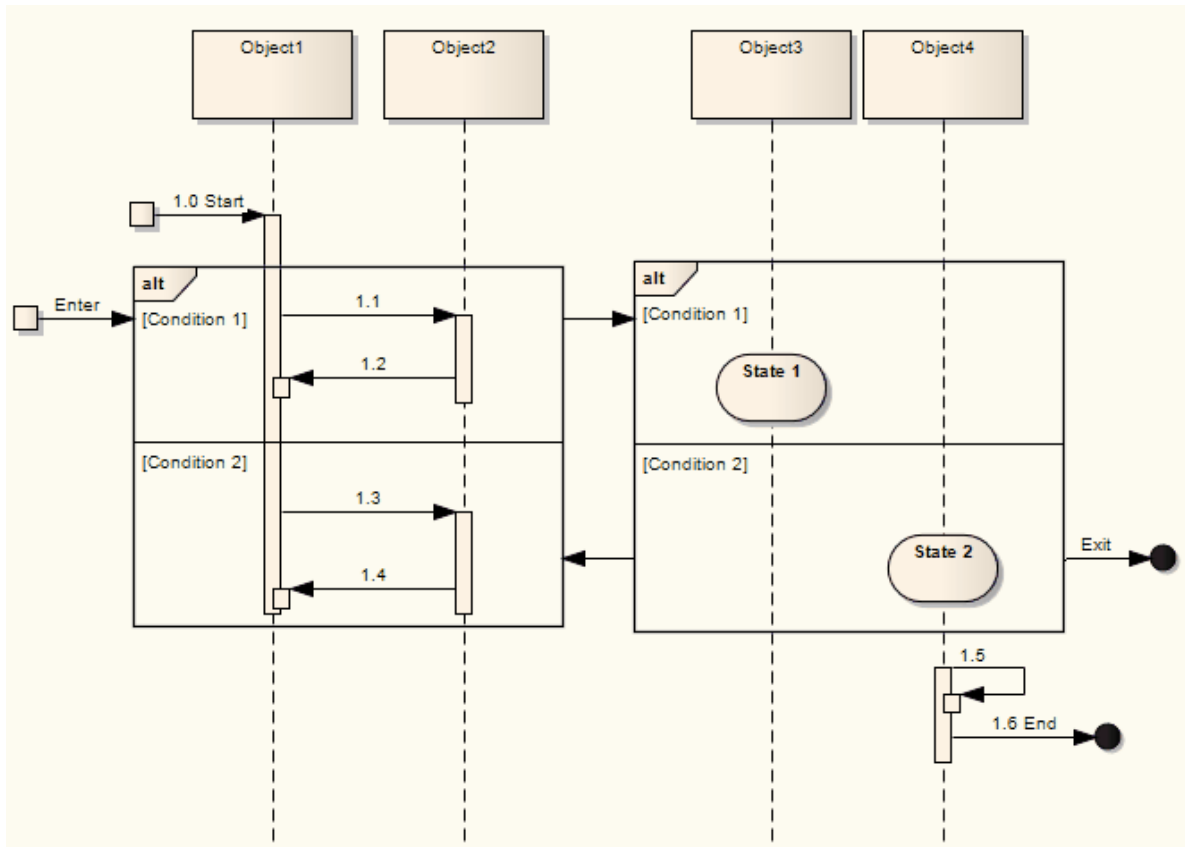 Object1
Object2
Object3
Object4
1.0 Start
alt
alt
Enter
1.1
[Condition 1]
[Condition 1]
1.2
State 1
[Condition 2]
[Condition 2]
1.3
State 2
Exit
1.4
1.5
1.6 End